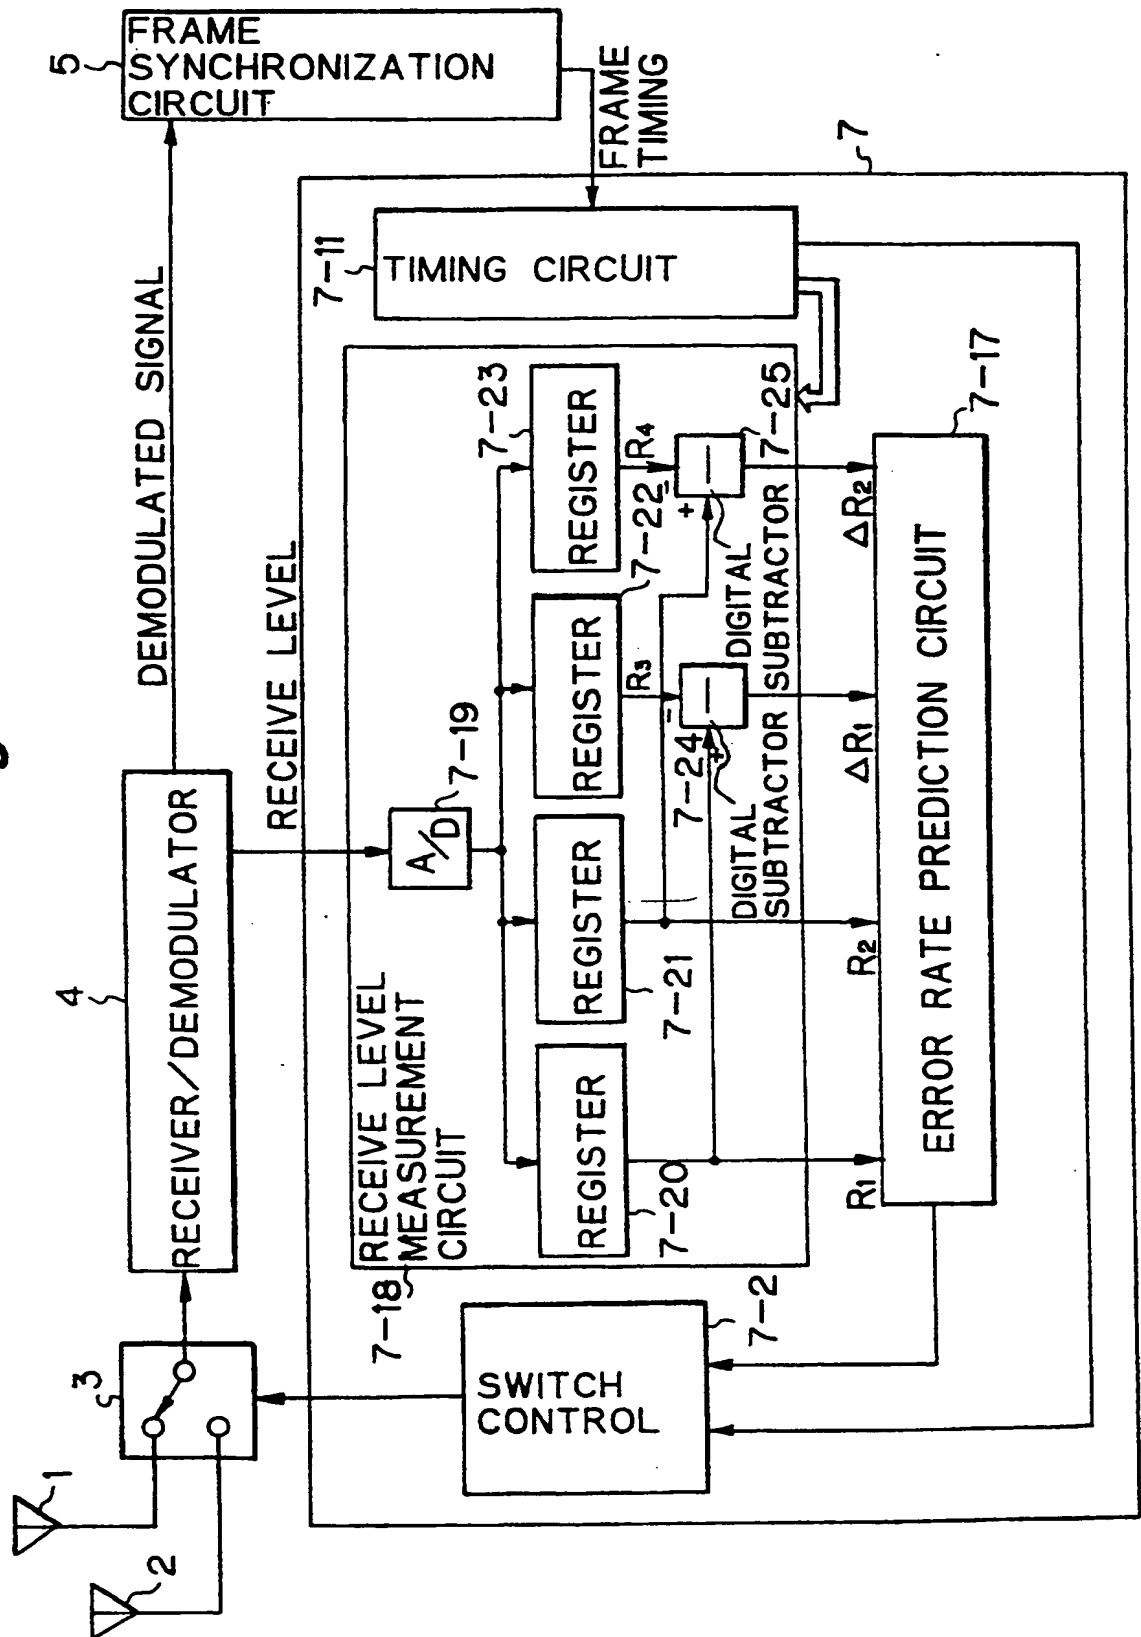 1
2
3
4
RECEIVER/DEMODULATOR
DEMODULATED SIGNAL
5
FRAME
SYNCHRONIZATION
CIRCUIT
FRAME
TIMING
RECEIVE LEVEL
7
7-11
TIMING CIRCUIT
7-18
RECEIVE LEVEL
MEASUREMENT
CIRCUIT
A/D
7-19
REGISTER
7-20
REGISTER
7-21
REGISTER
7-22
REGISTER
7-23
R3
R4
-
+
-
+
7-24
DIGITAL
SUBTRACTOR
7-25
DIGITAL
SUBTRACTOR
R1
R2
ΔR1
ΔR2
ERROR RATE PREDICTION CIRCUIT
7-17
SWITCH
CONTROL
7-2